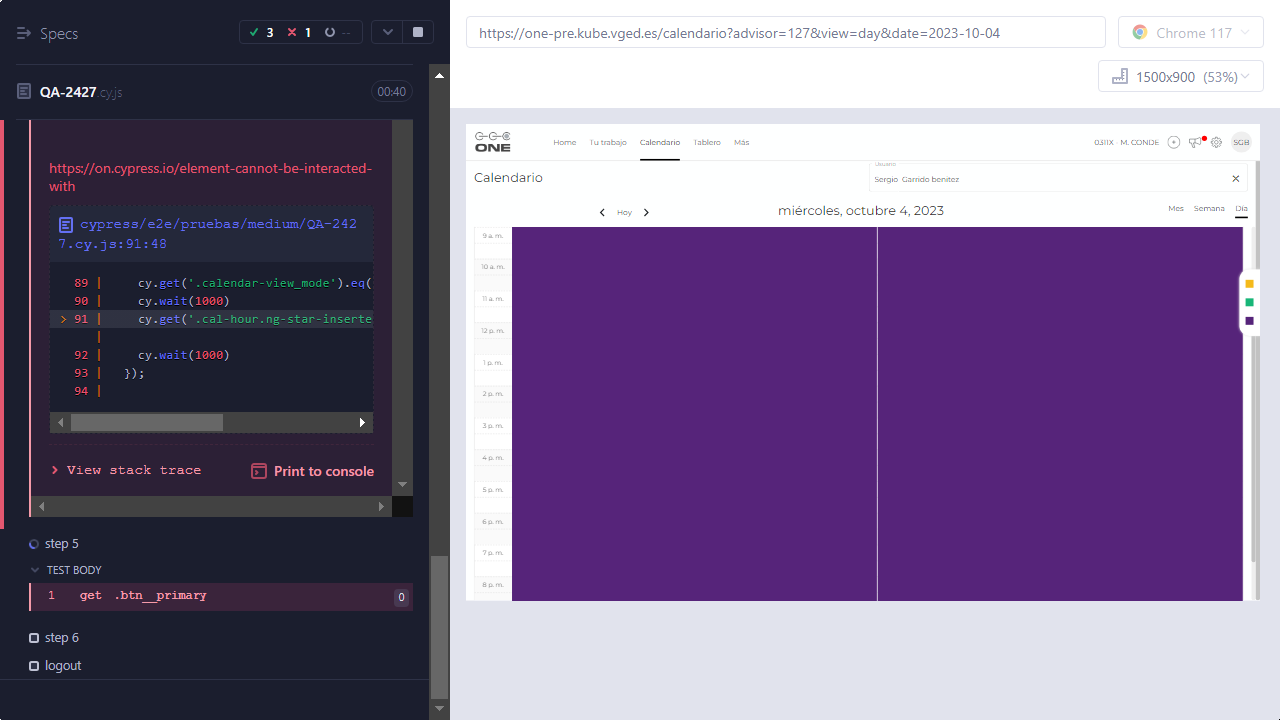 Specs
3
1
--
QA-2427.cy.js
00:40
https://on.cypress.io/element-cannot-be-interacted-
with
cypress/e2e/pruebas/medium/QA-242
7.cy.js:91:48
89 | cy.get('.calendar-view_mode').eq(
90 | cy.wait(1000)
> 91 | cy.get('.cal-hour.ng-star-inserte
|
92 | cy.wait(1000)
93 | });
94 |
> View stack trace
Print to console
step 5
TEST BODY
1 get .btn__primary 0
step 6
logout
https://one-pre.kube.vged.es/calendario?advisor=127&view=day&date=2023-10-04
Chrome 117
1500x900 (53%)
ONE
Home
Tu trabajo
Calendario
Tablero
Más
0311X - M. CONDE
SGB
Calendario
Usuario
Sergio Garrido benitez
Hoy
miércoles, octubre 4, 2023
Mes
Semana
Día
9 a. m.
10 a. m.
11 a. m.
12 p. m.
1 p. m.
2 p. m.
3 p. m.
4 p. m.
5 p. m.
6 p. m.
7 p. m.
8 p. m.